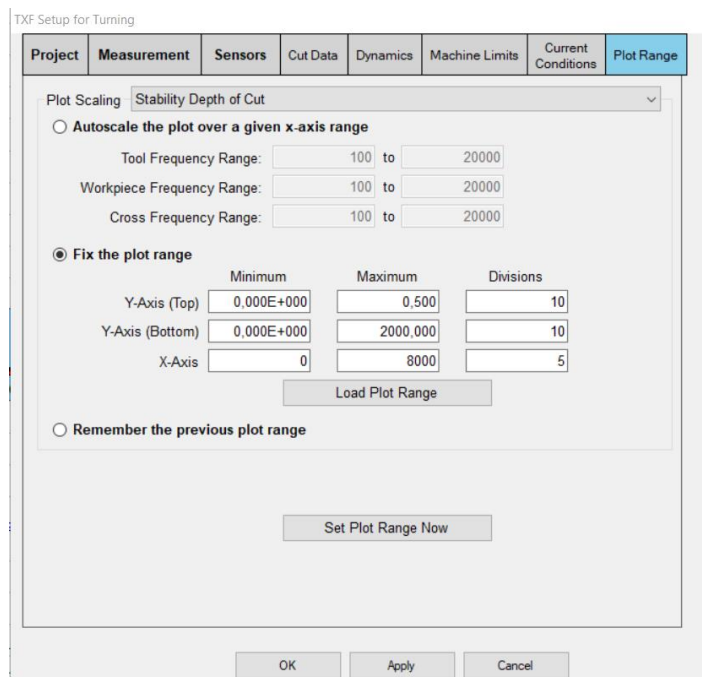 TXF Setup for Turning
Project Measurement Sensors Cut Data Dynamics Machine Limits Current Conditions Plot Range
Plot Scaling Stability Depth of Cut
Autoscale the plot over a given x-axis range
Tool Frequency Range: 100 to 20000
Workpiece Frequency Range: 100 to 20000
Cross Frequency Range: 100 to 20000
Fix the plot range
Minimum Maximum Divisions
Y-Axis (Top) 0,000E+000 0,500 10
Y-Axis (Bottom) 0,000E+000 2000,000 10
X-Axis 0 8000 5
Load Plot Range
Remember the previous plot range
Set Plot Range Now
OK Apply Cancel